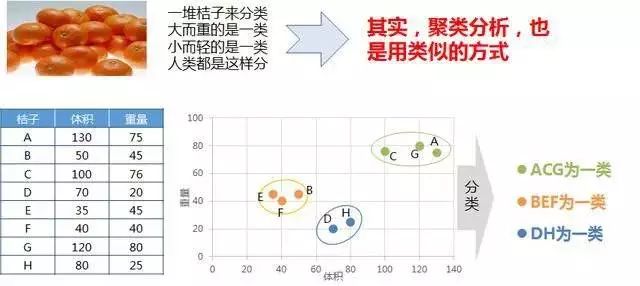 一堆桔子来分类
大而重的是一类
小而轻的是一类
人类都是这样分
其实，聚类分析，也
是用类似的方式
桔子 体积 重量
A 130 75
B 50 45
C 100 76
D 70 20
E 35 45
F 40 40
G 120 80
H 80 25
重量
100
80
60
40
20
0
0 20 40 60 80 100 120 140
体积
A
G
C
E
B
F
D
H
分类
ACG为一类
BEF为一类
DH为一类